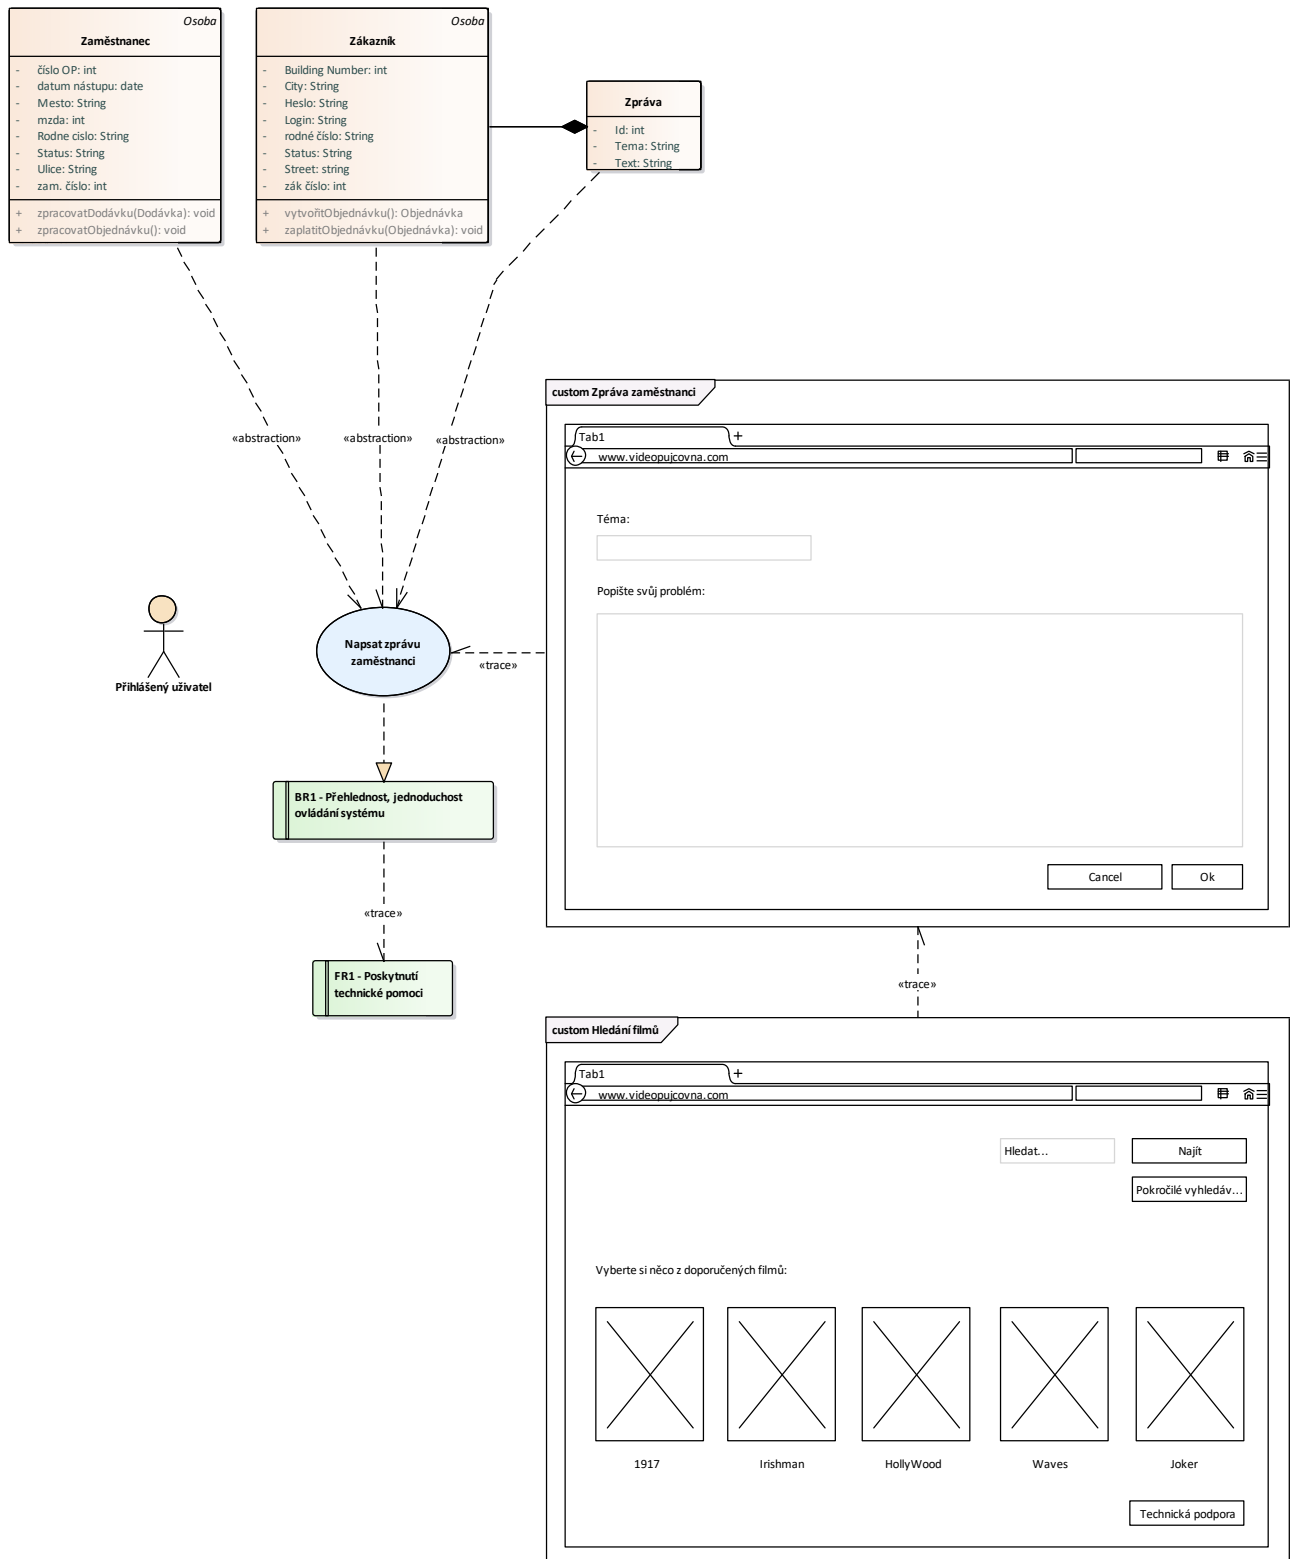 Osoba
Zaměstnanec
- číslo OP: int
- datum nástupu: date
- Mesto: String
- mzda: int
- Rodne cislo: String
- Status: String
- Ulice: String
- zam. číslo: int
+ zpracovatDodávku(Dodávka): void
+ zpracovatObjednávku(): void
Osoba
Zákazník
- Building Number: int
- City: String
- Heslo: String
- Login: String
- rodné číslo: String
- Status: String
- Street: string
- zák číslo: int
+ vytvořitObjednávku(): Objednávka
+ zaplatitObjednávku(Objednávka): void
Zpráva
- Id: int
- Tema: String
- Text: String
«abstraction»
«abstraction»
«abstraction»
Přihlášený uživatel
Napsat zprávu
zaměstnanci
«trace»
BR1 - Přehlednost, jednoduchost
ovládání systému
«trace»
FR1 - Poskytnutí
technické pomoci
custom Zpráva zaměstnanci
Tab1
+
www.videopujcovna.com
Téma:
Popište svůj problém:
Cancel
Ok
«trace»
custom Hledání filmů
Tab1
+
www.videopujcovna.com
Hledat...
Najít
Pokročilé vyhledáv...
Vyberte si něco z doporučených filmů:
1917
Irishman
HollyWood
Waves
Joker
Technická podpora